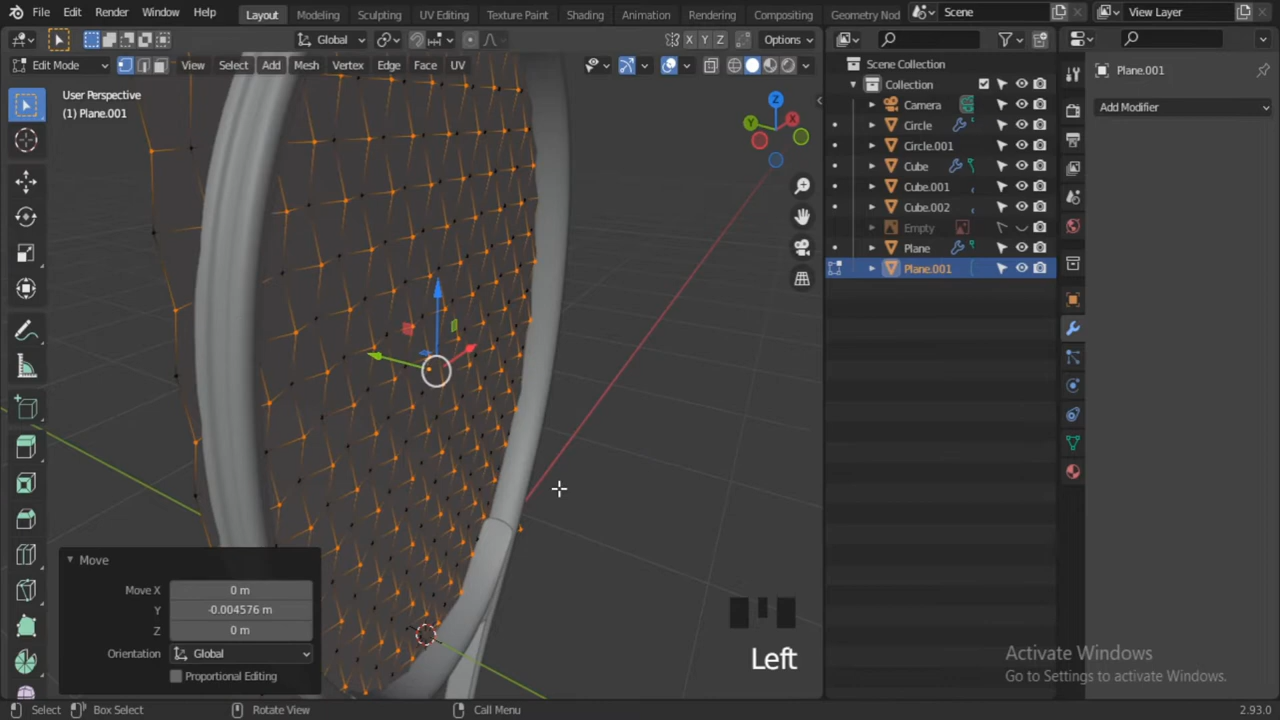 File Edit Render Window Help Layout Modeling Sculpting UV Editing Texture Paint Shading Animation Rendering Compositing Geometry Nod Scene View Layer
Global X Y Z Options
Edit Mode View Select Add Mesh Vertex Edge Face UV
User Perspective
(1) Plane.001
Z
Y X
Scene Collection
Collection
Camera
Circle
Circle.001
Cube
Cube.001
Cube.002
Empty
Plane
Plane.001
Plane.001
Add Modifier
Move
Move X 0 m
Y -0.004576 m
Z 0 m
Orientation Global
Proportional Editing
Left
Activate Windows
Go to Settings to activate Windows.
Select Box Select Rotate View Call Menu 2.93.0